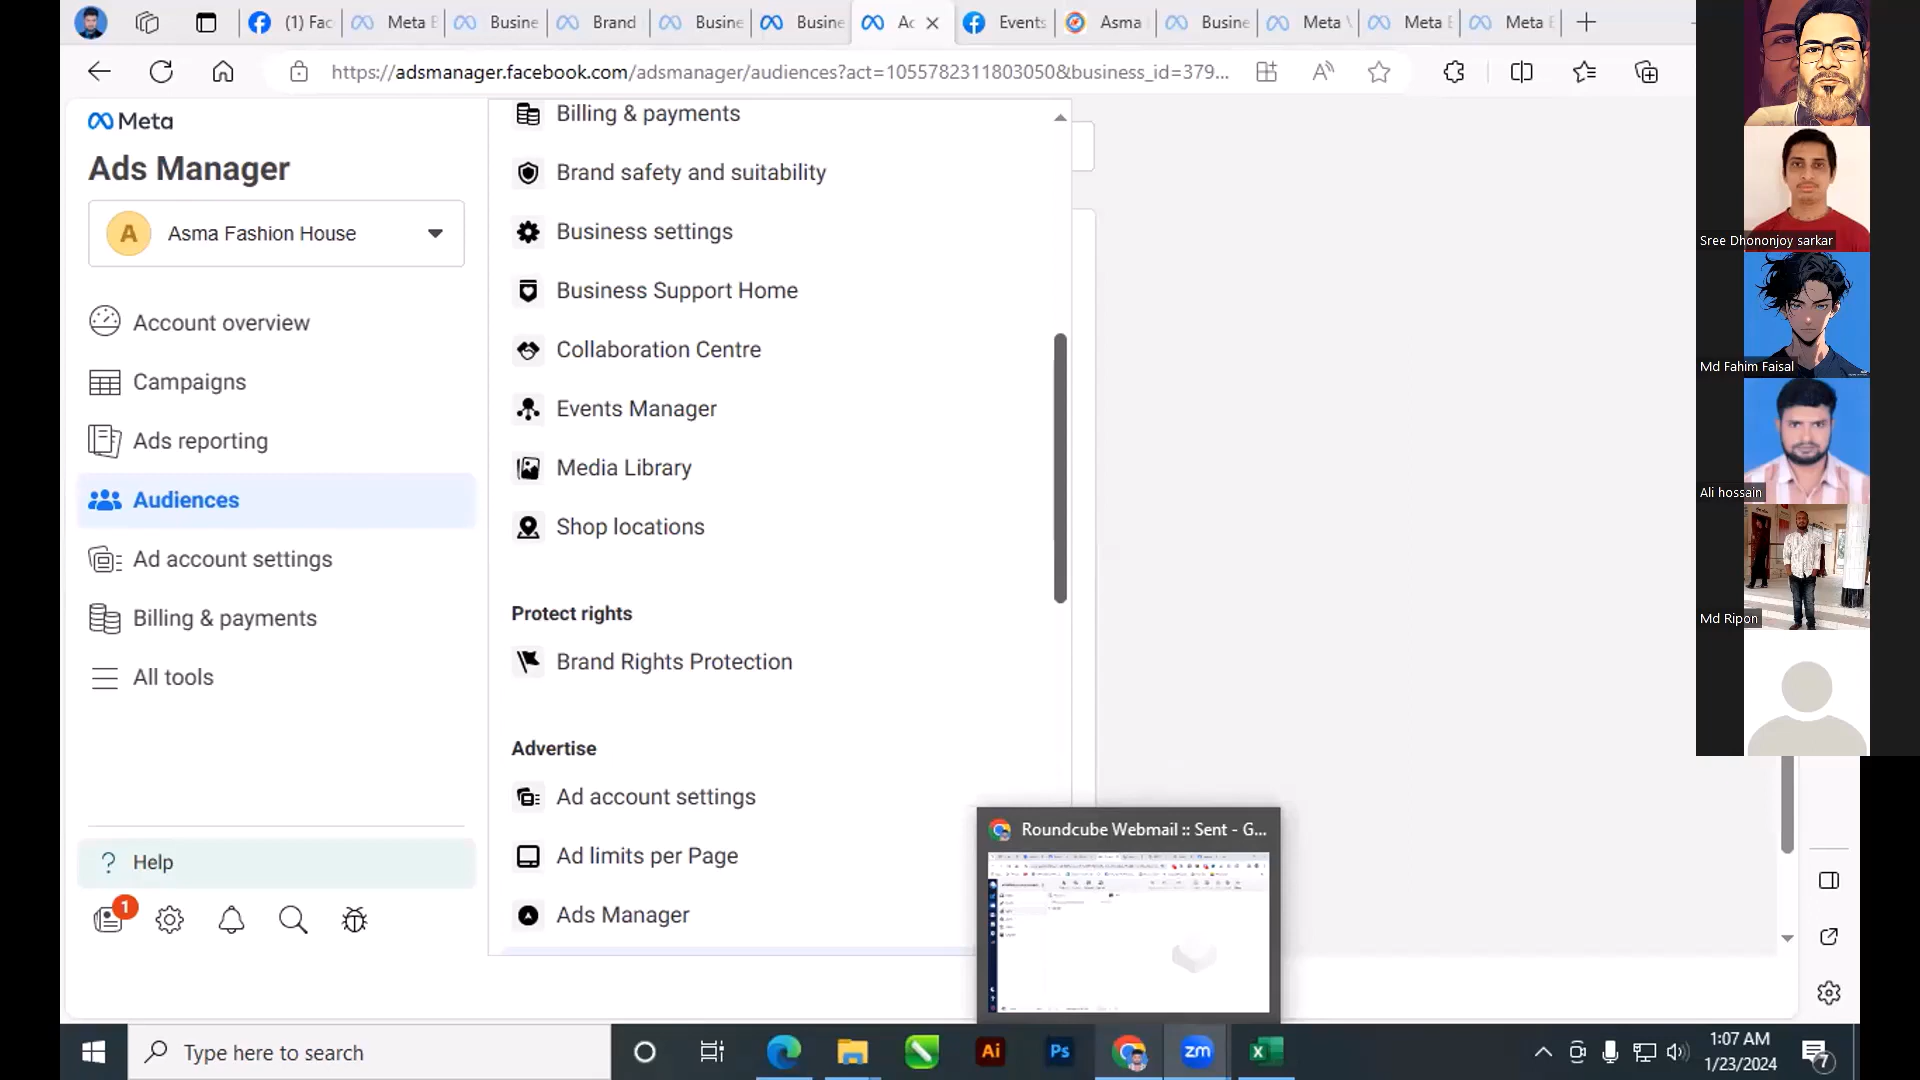 (1) Fac
Meta E
Busine
Brand
Busine
Busine
Ac
Events
Asma
Busine
Meta
Meta E
Meta E
https://adsmanager.facebook.com/adsmanager/audiences?act=1055782311803050&business_id=379...
Meta
Ads Manager
A
Asma Fashion House
Account overview
Campaigns
Ads reporting
Audiences
Ad account settings
Billing & payments
All tools
? Help
1
Billing & payments
Brand safety and suitability
Business settings
Business Support Home
Collaboration Centre
Events Manager
Media Library
Shop locations
Protect rights
Brand Rights Protection
Advertise
Ad account settings
Ad limits per Page
Ads Manager
Roundcube Webmail :: Sent - G...
Sree Dhononjoy sarkar
Md Fahim Faisal
Ali hossain
Md Ripon
Type here to search
Ai
Ps
zm
1:07 AM
1/23/2024
7